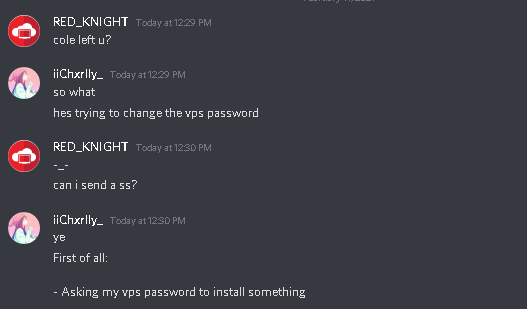 RED_KNIGHT Today at 12:29 PM
cole left u?
iiChxrlly_ Today at 12:29 PM
so what
hes trying to change the vps password
RED_KNIGHT Today at 12:30 PM
-_-
can i send a ss?
iiChxrlly_ Today at 12:30 PM
ye
First of all:
- Asking my vps password to install something